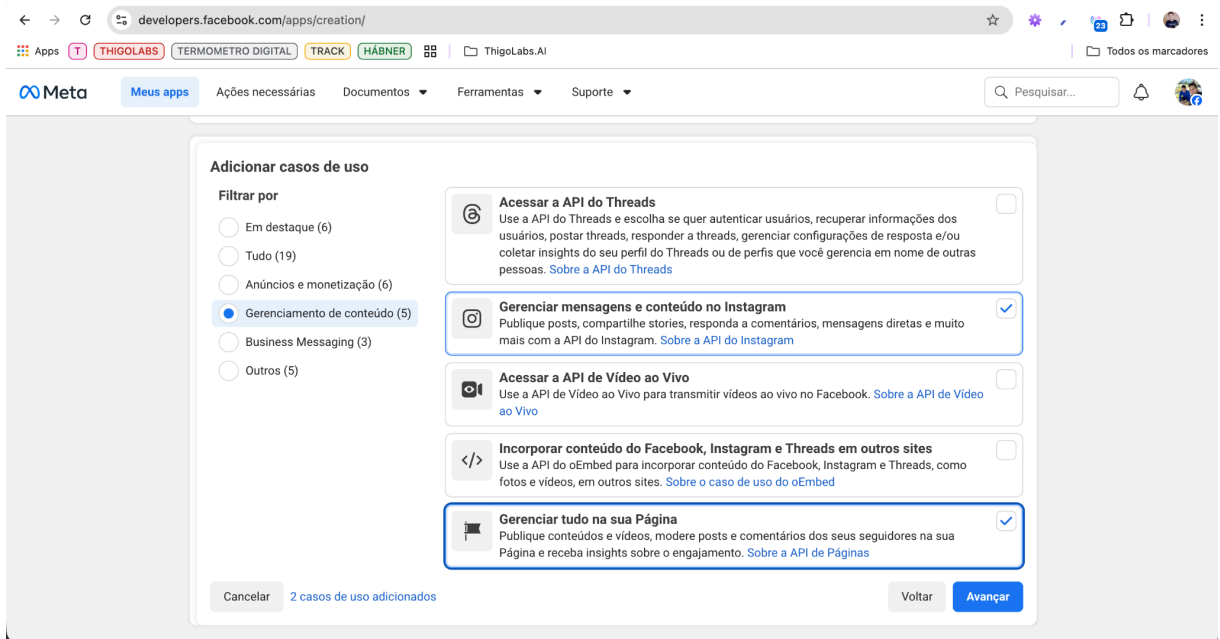 developers.facebook.com/apps/creation/
23
Apps
T
THIGOLABS
TERMOMETRO DIGITAL
TRACK
HÁBNER
ThigoLabs.AI
Todos os marcadores
Meta
Meus apps
Ações necessárias
Documentos
Ferramentas
Suporte
Pesquisar...
Adicionar casos de uso
Filtrar por
Em destaque (6)
Tudo (19)
Anúncios e monetização (6)
Gerenciamento de conteúdo (5)
Business Messaging (3)
Outros (5)
Acessar a API do Threads
Use a API do Threads e escolha se quer autenticar usuários, recuperar informações dos
usuários, postar threads, responder a threads, gerenciar configurações de resposta e/ou
coletar insights do seu perfil do Threads ou de perfis que você gerencia em nome de outras
pessoas. Sobre a API do Threads
Gerenciar mensagens e conteúdo no Instagram
Publique posts, compartilhe stories, responda a comentários, mensagens diretas e muito
mais com a API do Instagram. Sobre a API do Instagram
Acessar a API de Vídeo ao Vivo
Use a API de Vídeo ao Vivo para transmitir vídeos ao vivo no Facebook. Sobre a API de Vídeo
ao Vivo
Incorporar conteúdo do Facebook, Instagram e Threads em outros sites
Use a API do oEmbed para incorporar conteúdo do Facebook, Instagram e Threads, como
fotos e vídeos, em outros sites. Sobre o caso de uso do oEmbed
Gerenciar tudo na sua Página
Publique conteúdos e vídeos, modere posts e comentários dos seus seguidores na sua
Página e receba insights sobre o engajamento. Sobre a API de Páginas
Cancelar
2 casos de uso adicionados
Voltar
Avançar